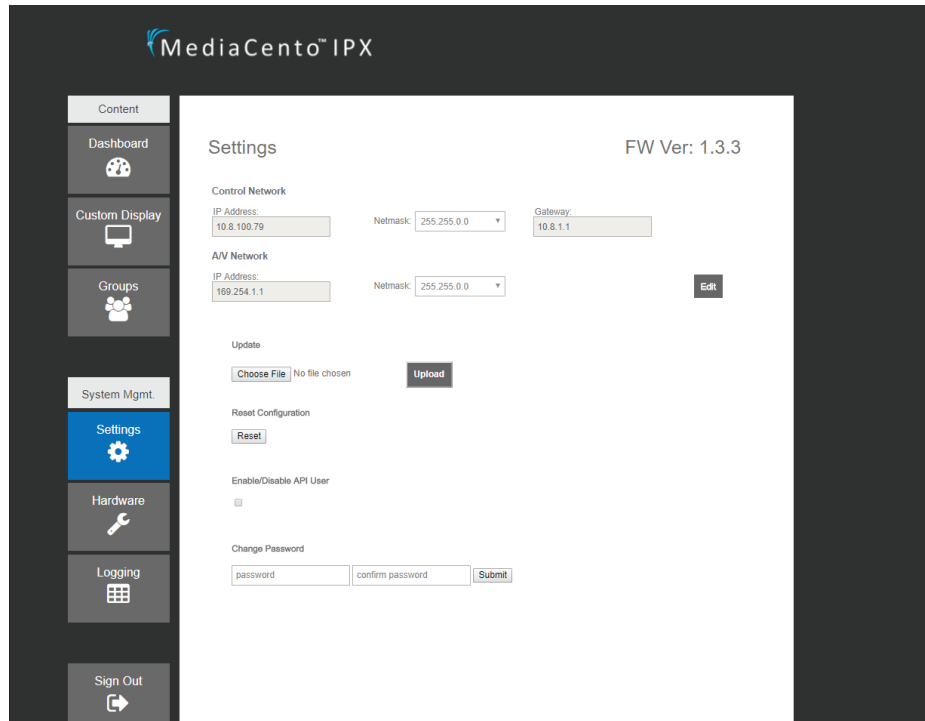 MediaCento™ IPX
Content
Dashboard
Custom Display
Groups
System Mgmt.
Settings
Hardware
Logging
Sign Out
Settings
FW Ver: 1.3.3
Control Network
IP Address:
10.8.100.79
Netmask: 255.255.0.0
Gateway:
10.8.1.1
A/V Network
IP Address:
169.254.1.1
Netmask: 255.255.0.0
Edit
Update
Choose File No file chosen
Upload
Reset Configuration
Reset
Enable/Disable API User
Change Password
password
confirm password
Submit